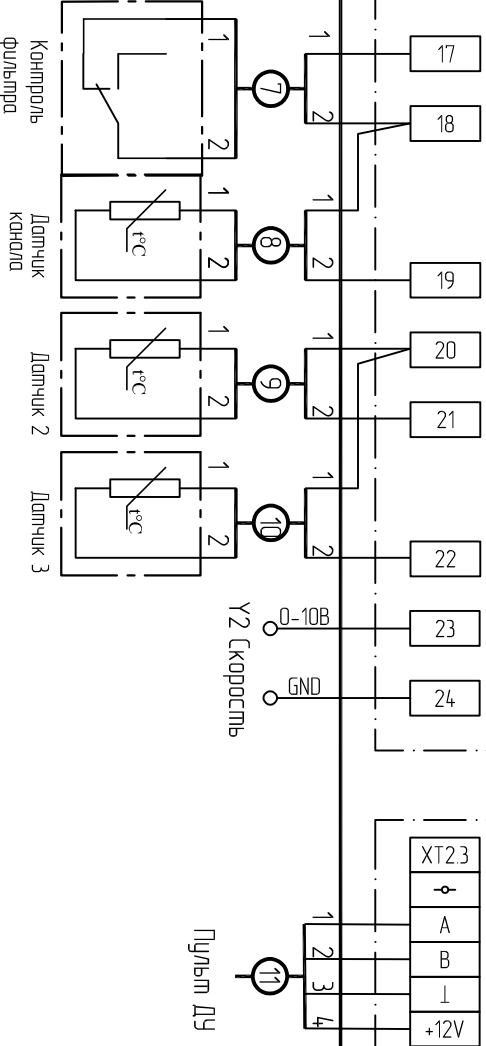 17
18
19
20
21
22
23
24
XT2.3
A
B
⊥
+12V
1
2
7
1
2
Контроль
фильтра
1
2
8
1
2
t°C
Датчик
канала
1
2
9
1
2
t°C
Датчик 2
1
2
10
1
2
t°C
Датчик 3
0-10В
GND
Y2 Скорость
1
2
3
4
11
Пульт ДУ